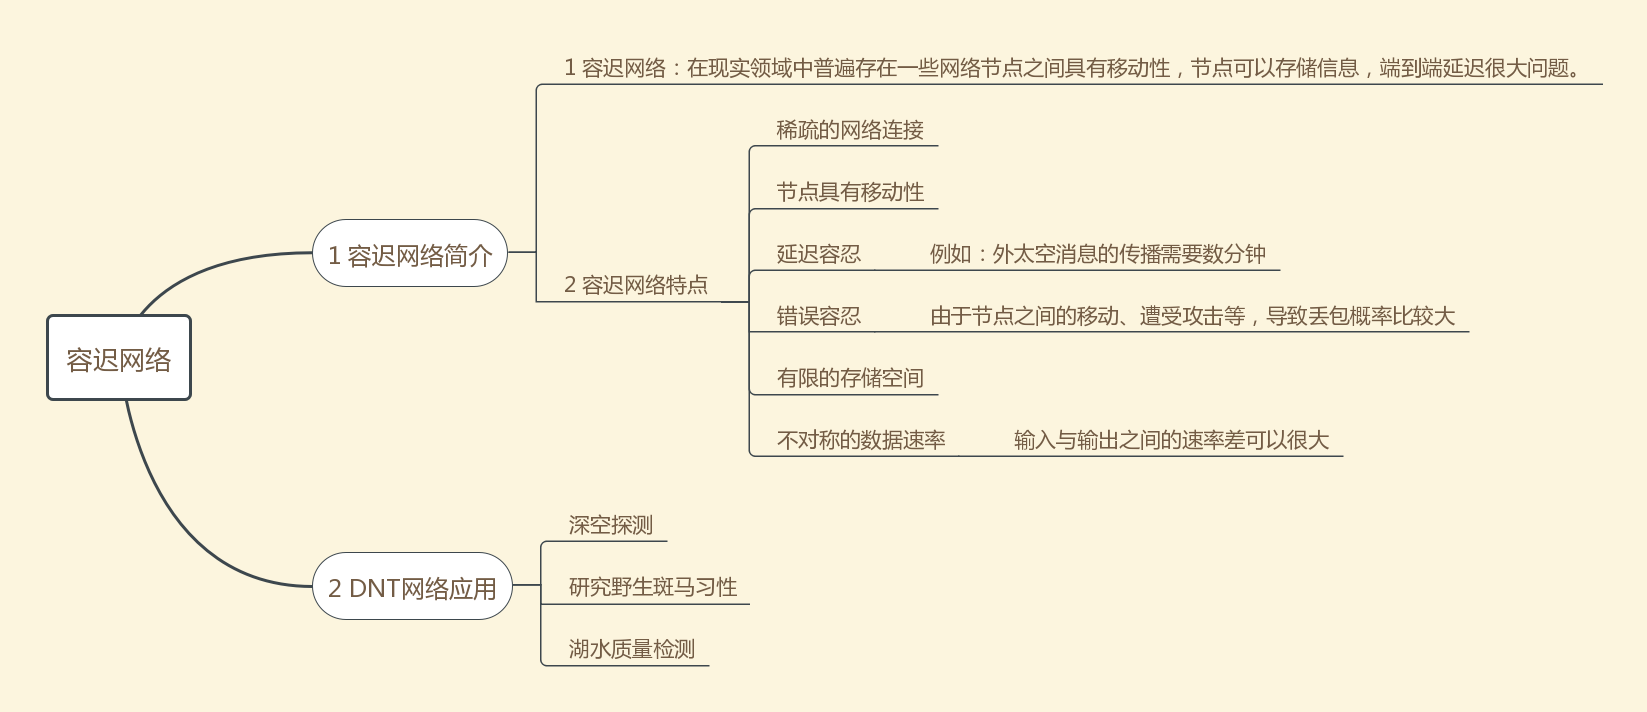 容迟网络
1 容迟网络简介
1 容迟网络：在现实领域中普遍存在一些网络节点之间具有移动性，节点可以存储信息，端到端延迟很大问题。
2 容迟网络特点
稀疏的网络连接
节点具有移动性
延迟容忍
例如：外太空消息的传播需要数分钟
错误容忍
由于节点之间的移动、遭受攻击等，导致丢包概率比较大
有限的存储空间
不对称的数据速率
输入与输出之间的速率差可以很大
2 DNT网络应用
深空探测
研究野生斑马习性
湖水质量检测